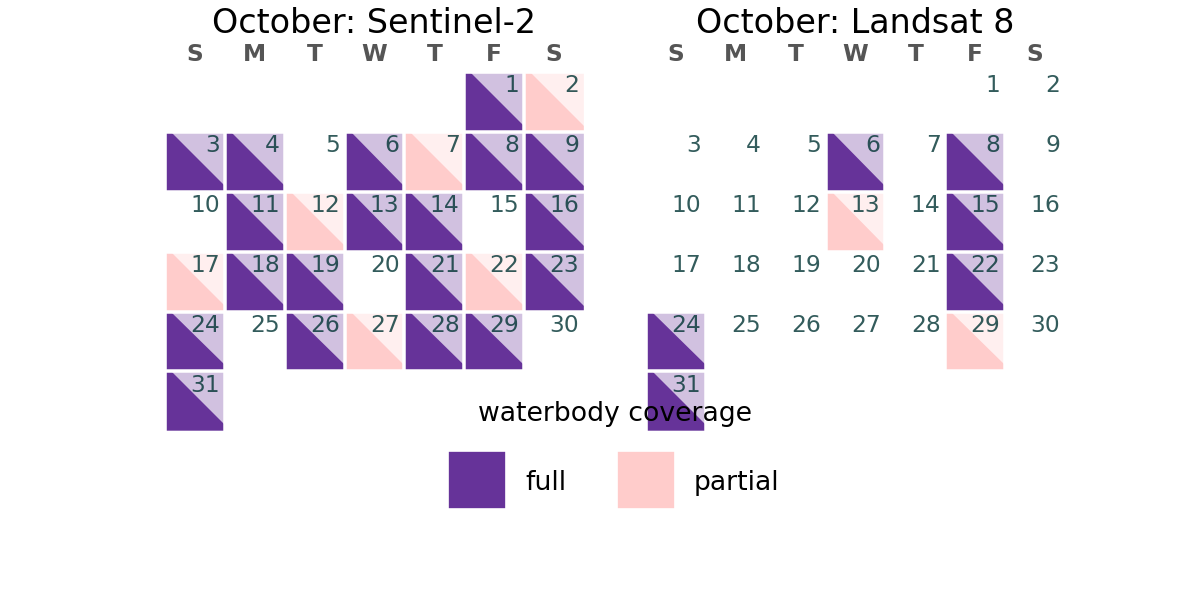 October: Sentinel-2
S M T W T F S
1 2
3 4 5 6 7 8 9
10 11 12 13 14 15 16
17 18 19 20 21 22 23
24 25 26 27 28 29 30
31
October: Landsat 8
S M T W T F S
1 2
3 4 5 6 7 8 9
10 11 12 13 14 15 16
17 18 19 20 21 22 23
24 25 26 27 28 29 30
31
waterbody coverage
full partial